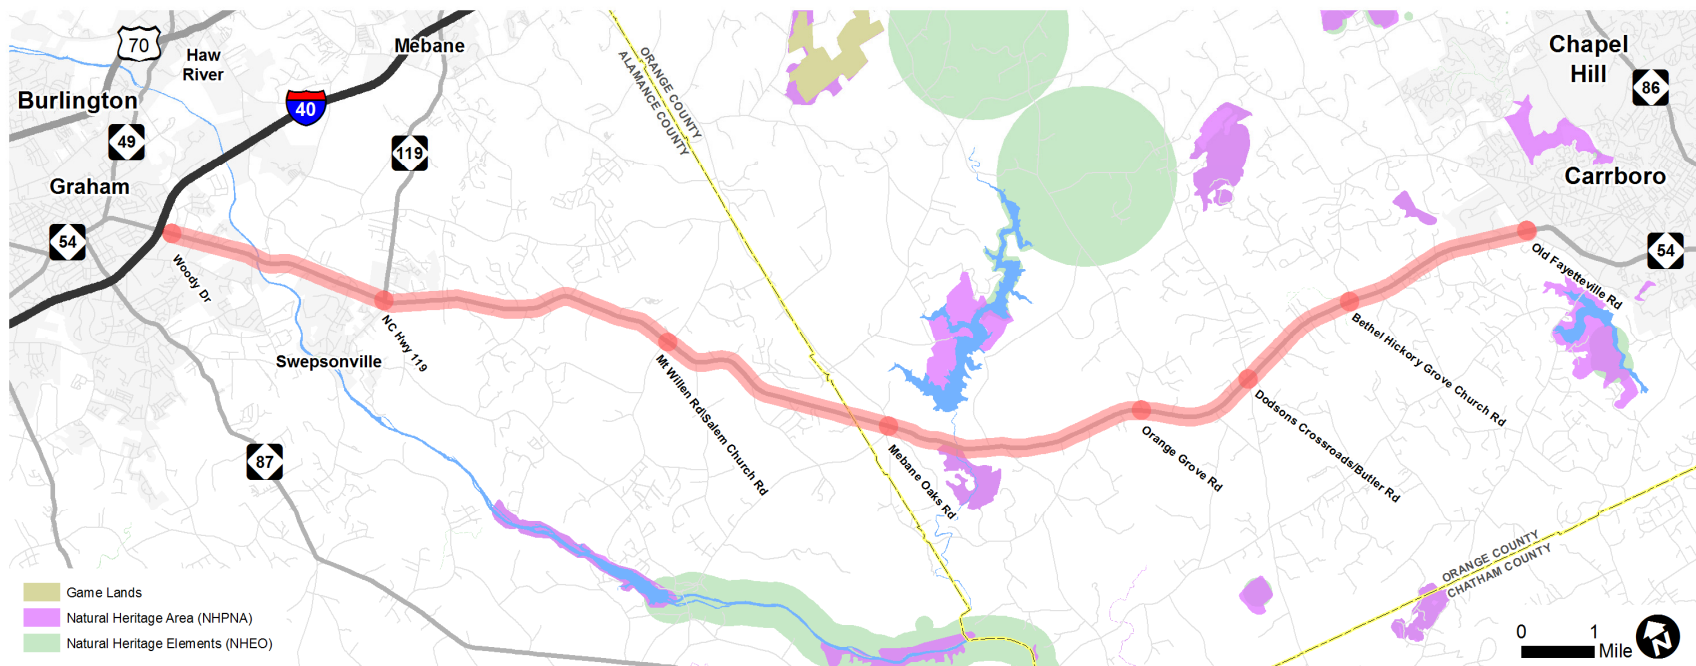 70
Haw
River
Mebane
Burlington
40
49
119
Graham
54
ORANGE COUNTY
ALAMANCE COUNTY
Chapel
Hill
86
Carrboro
54
Woody Dr
NC Hwy 119
Swepsonville
Mt Willen Rd\Salem Church Rd
Mebane Oaks Rd
Orange Grove Rd
Dodsons Crossroads/Butler Rd
Bethel Hickory Grove Church Rd
Old Fayetteville Rd
87
ORANGE COUNTY
CHATHAM COUNTY
Game Lands
Natural Heritage Area (NHPNA)
Natural Heritage Elements (NHEO)
0 1
Mile
N